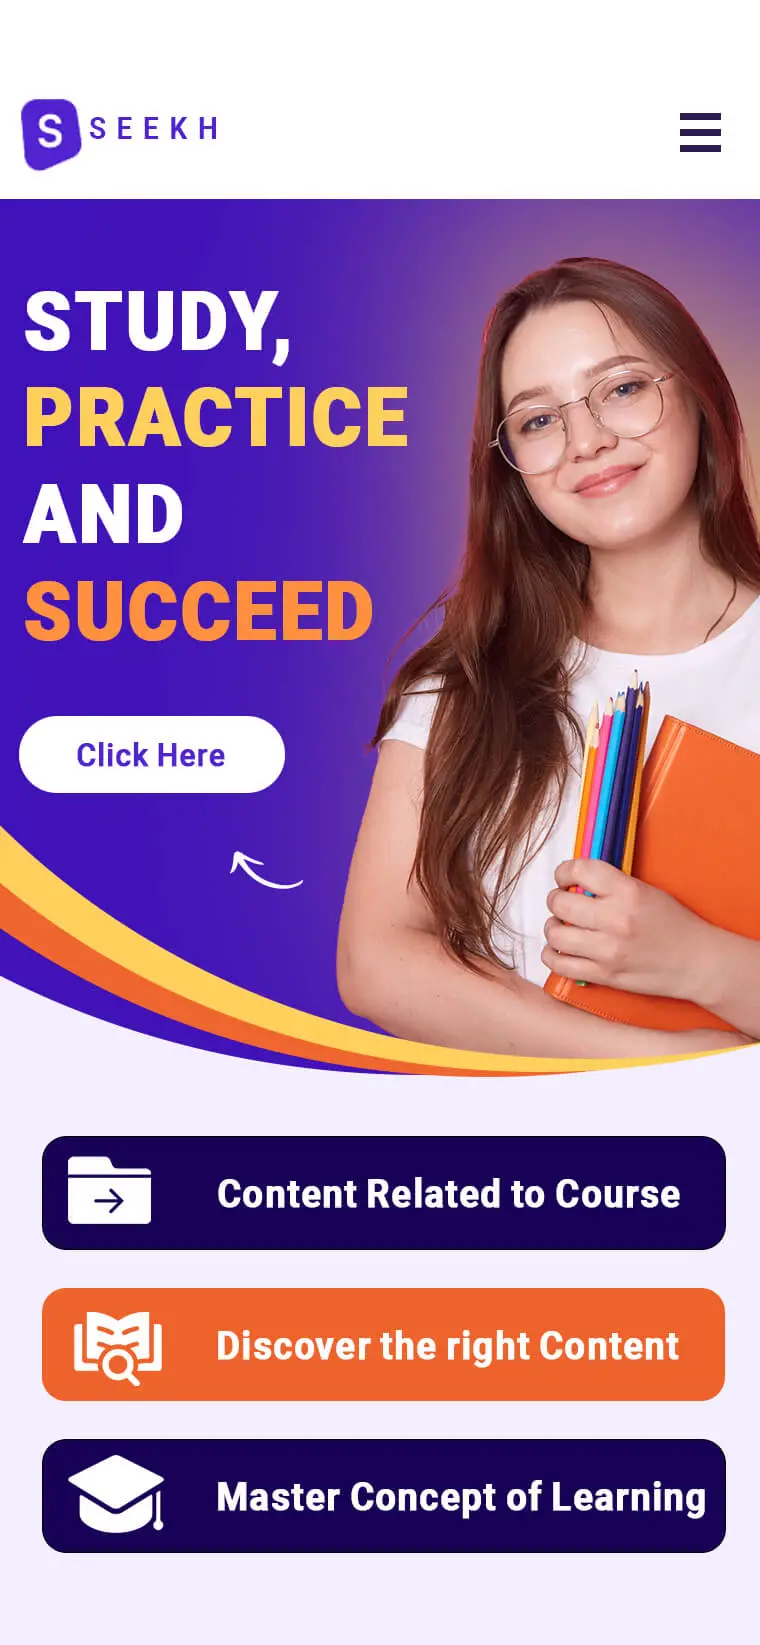 S SEEKH
STUDY,
PRACTICE
AND
SUCCEED
Click Here
Content Related to Course
Discover the right Content
Master Concept of Learning